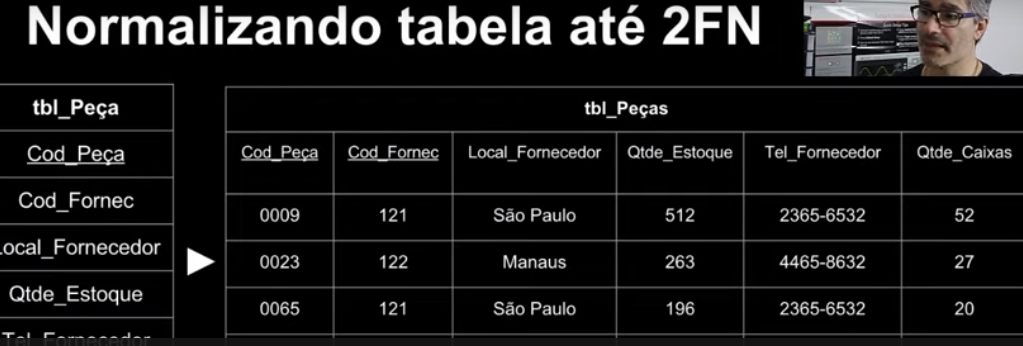 Normalizando tabela até 2FN
tbl_Peça
Cod_Peça
Cod_Fornec
Local_Fornecedor
Qtde_Estoque
Tel_Fornecedor
tbl_Peças
Cod_Peça Cod_Fornec Local_Fornecedor Qtde_Estoque Tel_Fornecedor Qtde_Caixas
0009 121 São Paulo 512 2365-6532 52
0023 122 Manaus 263 4465-8632 27
0065 121 São Paulo 196 2365-6532 20